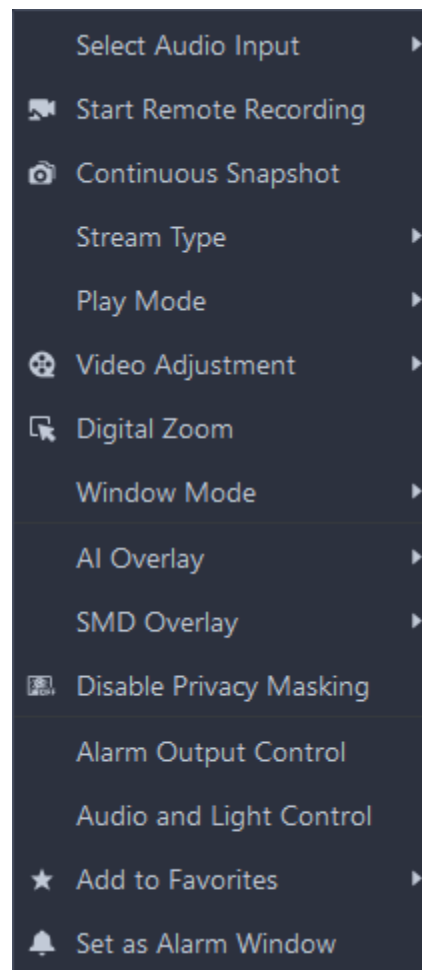 Select Audio Input
Start Remote Recording
Continuous Snapshot
Stream Type
Play Mode
Video Adjustment
Digital Zoom
Window Mode
AI Overlay
SMD Overlay
Disable Privacy Masking
Alarm Output Control
Audio and Light Control
Add to Favorites
Set as Alarm Window